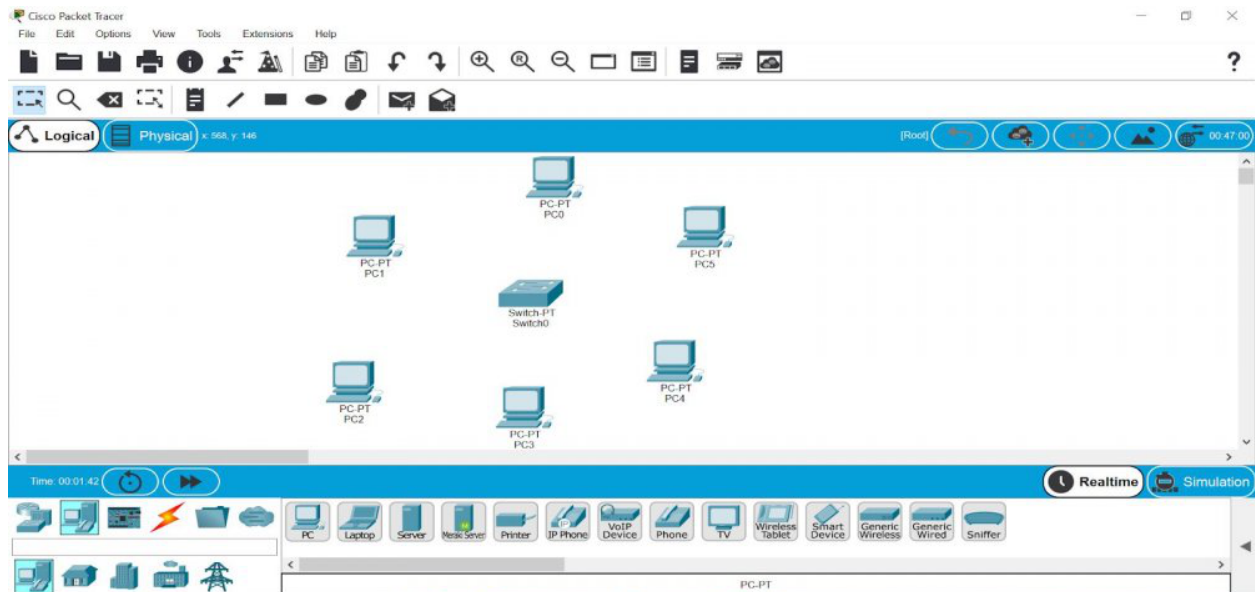 Cisco Packet Tracer
File Edit Options View Tools Extensions Help
?
Logical Physical x: 568, y: 146 [Root] 00:47:00
PC-PT
PC0
PC-PT
PC1
PC-PT
PC5
Switch-PT
Switch0
PC-PT
PC4
PC-PT
PC2
PC-PT
PC3
Time: 00:01:42 Realtime Simulation
PC Laptop Server Meraki Server Printer IP Phone VoIP Device Phone TV Wireless Tablet Smart Device Generic Wireless Generic Wired Sniffer
PC-PT